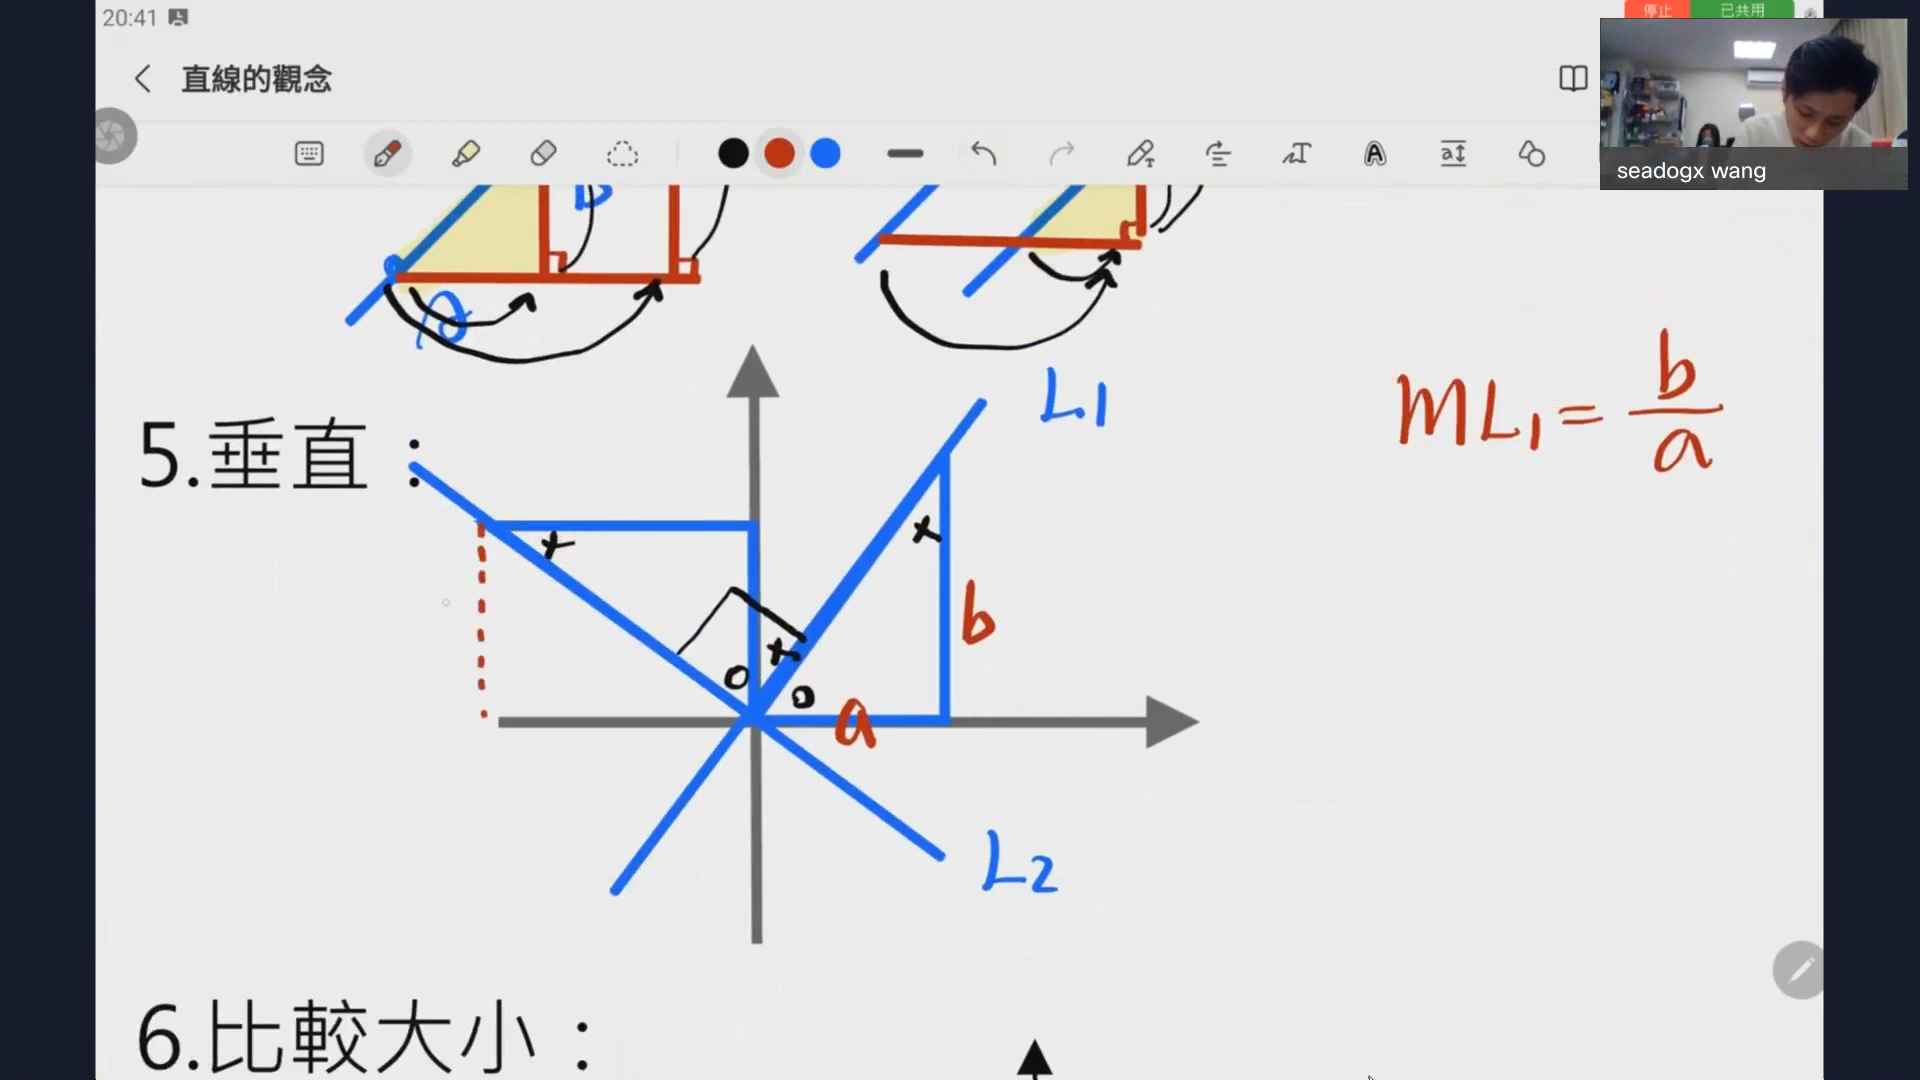 20:41
停止
已共用
直線的觀念
seadogx wang
5.垂直：
L1
mL1 = b/a
b
a
L2
6.比較大小：